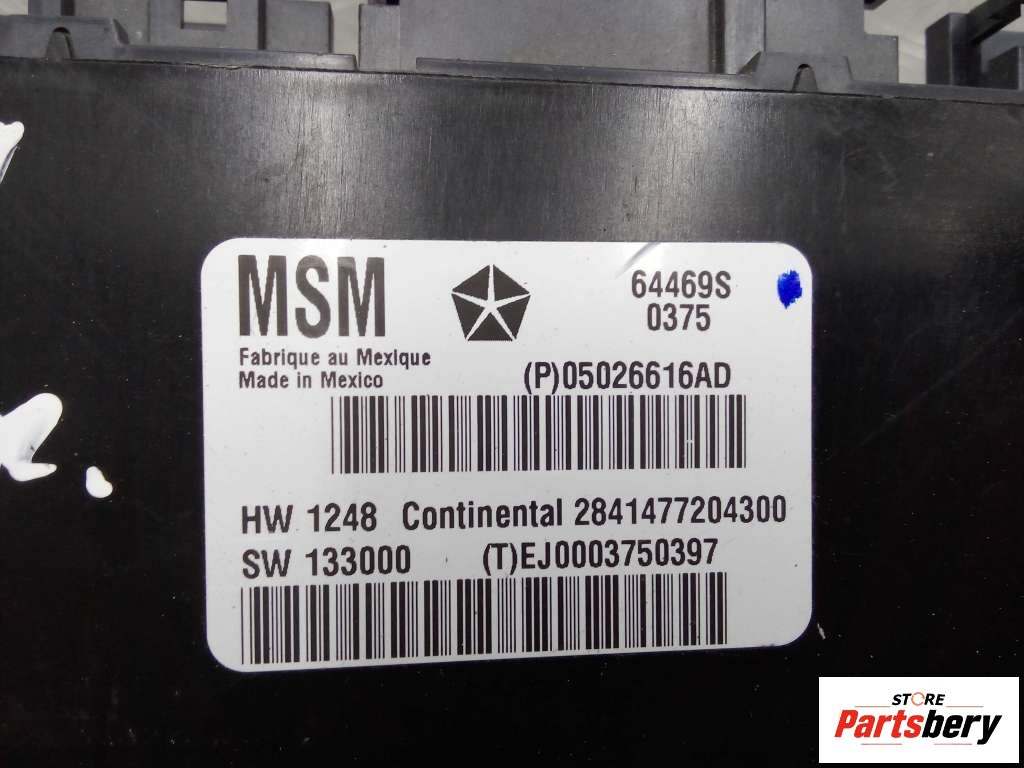 MSM
64469S
0375
Fabrique au Mexique
Made in Mexico
(P)05026616AD
HW 1248 Continental 2841477204300
SW 133000 (T)EJ0003750397
STORE
Partsbery